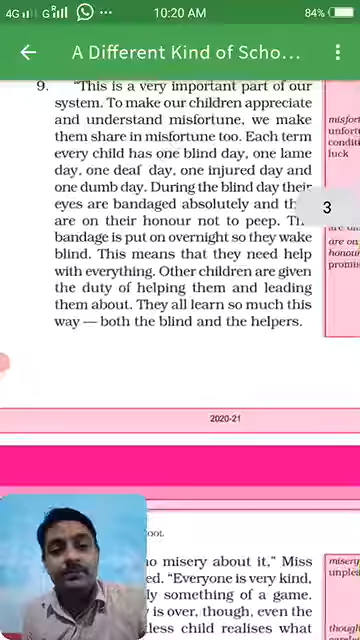 4G G 10:20 AM 84%
A Different Kind of Scho...
9. "This is a very important part of our
system. To make our children appreciate
and understand misfortune, we make
them share in misfortune too. Each term
every child has one blind day, one lame
day, one deaf day, one injured day and
one dumb day. During the blind day their
eyes are bandaged absolutely and
are on their honour not to peep.
bandage is put on overnight so they wake
blind. This means that they need help
with everything. Other children are given
the duty of helping them and leading
them about. They all learn so much this
way — both the blind and the helpers.
misfort
unfort
conditi
luck
3
are on
honour
promis
2020-21
no misery about it," Miss
ed. "Everyone is very kind,
ly something of a game.
is over, though, even the
tless child realises what
misery
unplea
though